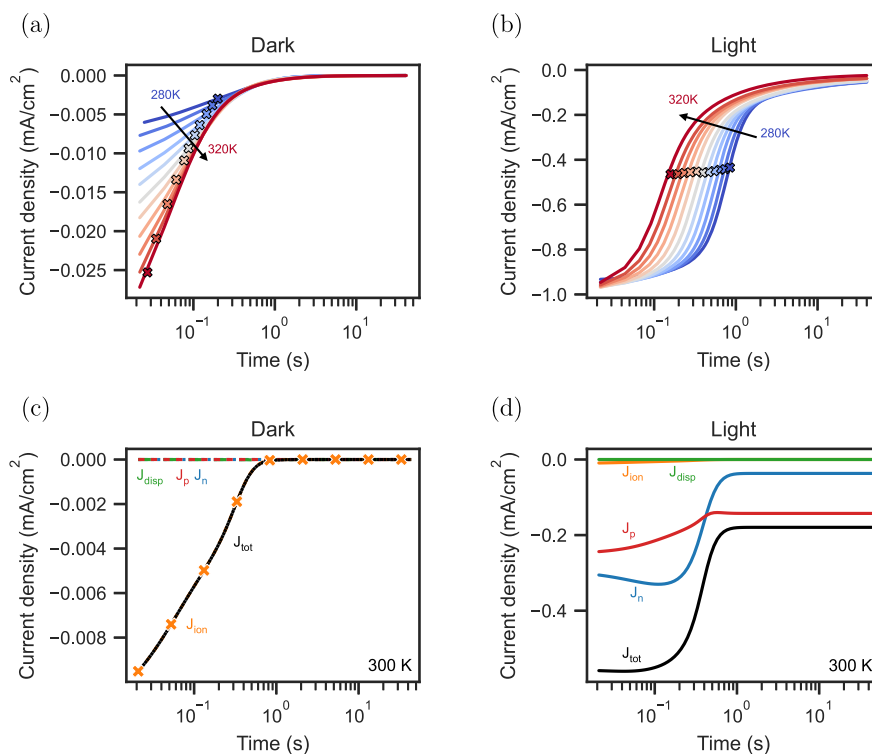 (a)
Dark
Current density (mA/cm²)
0.000
−0.005
−0.010
−0.015
−0.020
−0.025
280K
320K
10⁻¹
10⁰
10¹
Time (s)
(b)
Light
Current density (mA/cm²)
0.0
−0.2
−0.4
−0.6
−0.8
−1.0
320K
280K
10⁻¹
10⁰
10¹
Time (s)
(c)
Dark
Current density (mA/cm²)
0.000
−0.002
−0.004
−0.006
−0.008
J_disp J_p J_n
J_tot
J_ion
300 K
10⁻¹
10⁰
10¹
Time (s)
(d)
Light
Current density (mA/cm²)
0.0
−0.2
−0.4
J_ion J_disp
J_p
J_n
J_tot
300 K
10⁻¹
10⁰
10¹
Time (s)